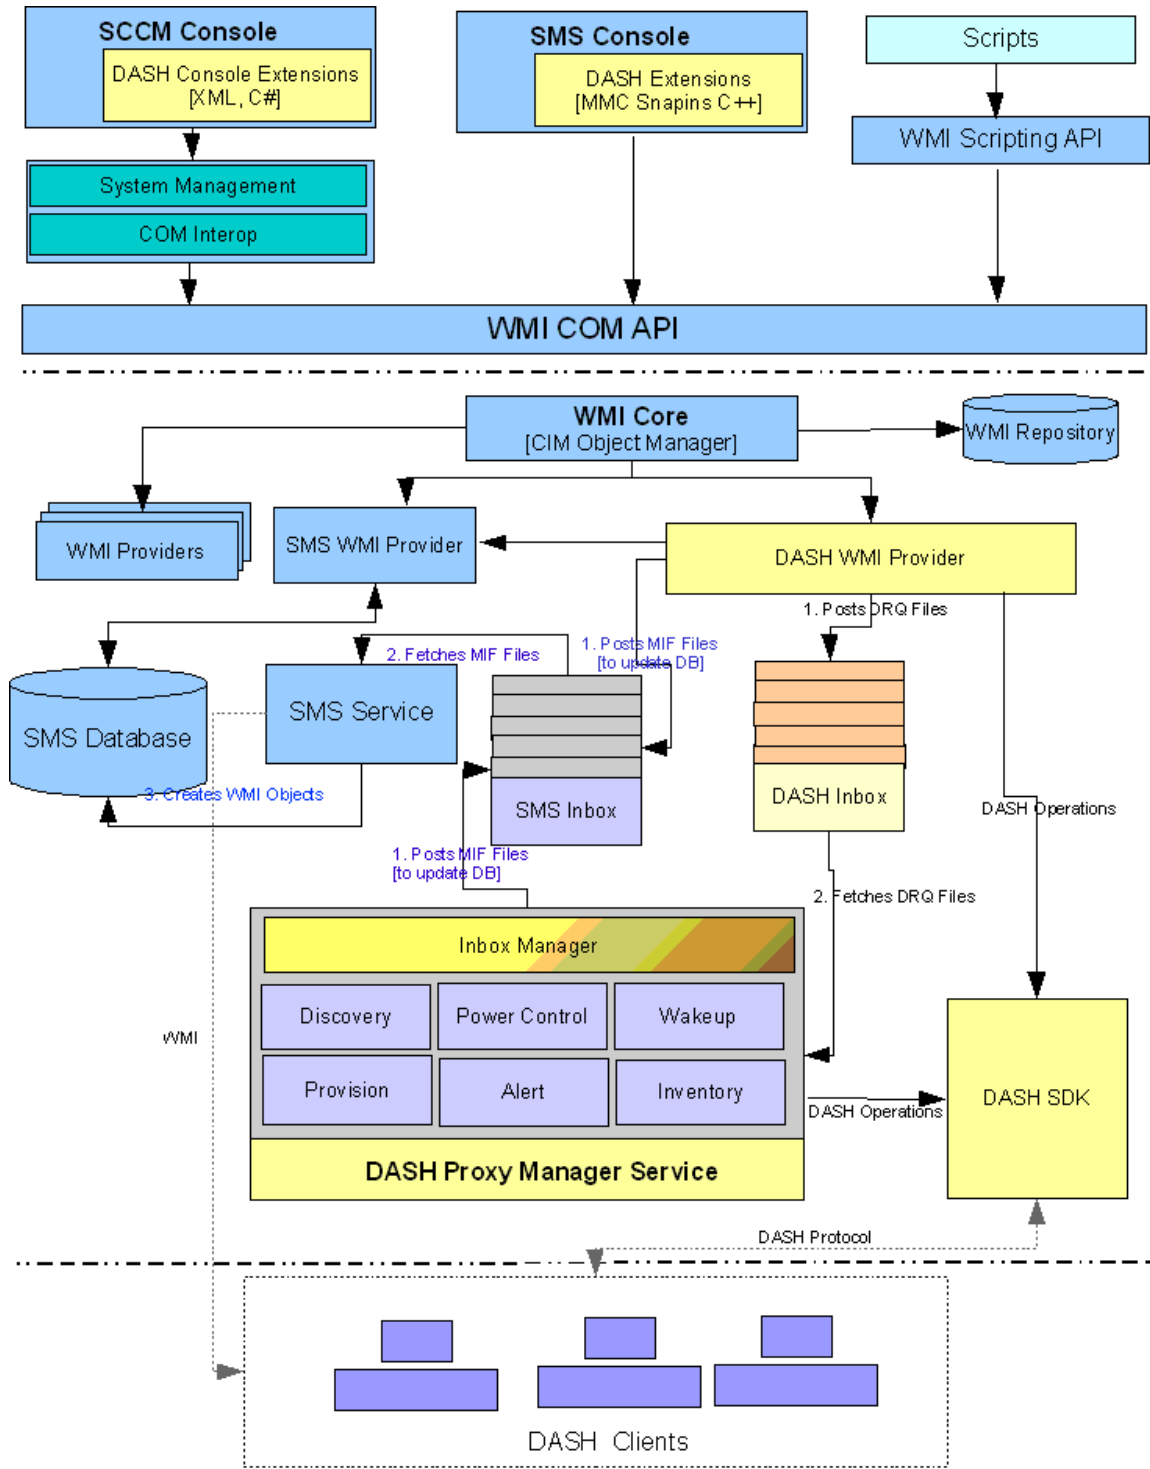 SCCM Console
DASH Console Extensions
[XML, C#]
SMS Console
DASH Extensions
[MMC Snapins C++]
Scripts
WMI Scripting API
System Management
COM Interop
WMI COM API
WMI Core
[CIM Object Manager]
WMI Repository
WMI Providers
SMS WMI Provider
DASH WMI Provider
1. Posts DRQ Files
1. Posts MIF Files
[to update DB]
2. Fetches MIF Files
SMS Service
SMS Database
3. Creates WMI Objects
SMS Inbox
DASH Inbox
DASH Operations
1. Posts MIF Files
[to update DB]
2. Fetches DRQ Files
Inbox Manager
Discovery
Power Control
Wakeup
Provision
Alert
Inventory
WMI
DASH Operations
DASH SDK
DASH Proxy Manager Service
DASH Protocol
DASH Clients